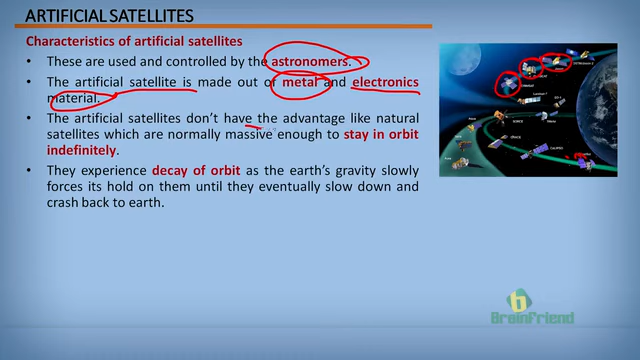 ARTIFICIAL SATELLITES
Characteristics of artificial satellites
• These are used and controlled by the astronomers.
• The artificial satellite is made out of metal and electronics
material.
• The artificial satellites don't have the advantage like natural
satellites which are normally massive enough to stay in orbit
indefinitely.
• They experience decay of orbit as the earth's gravity slowly
forces its hold on them until they eventually slow down and
crash back to earth.
BrainFriend